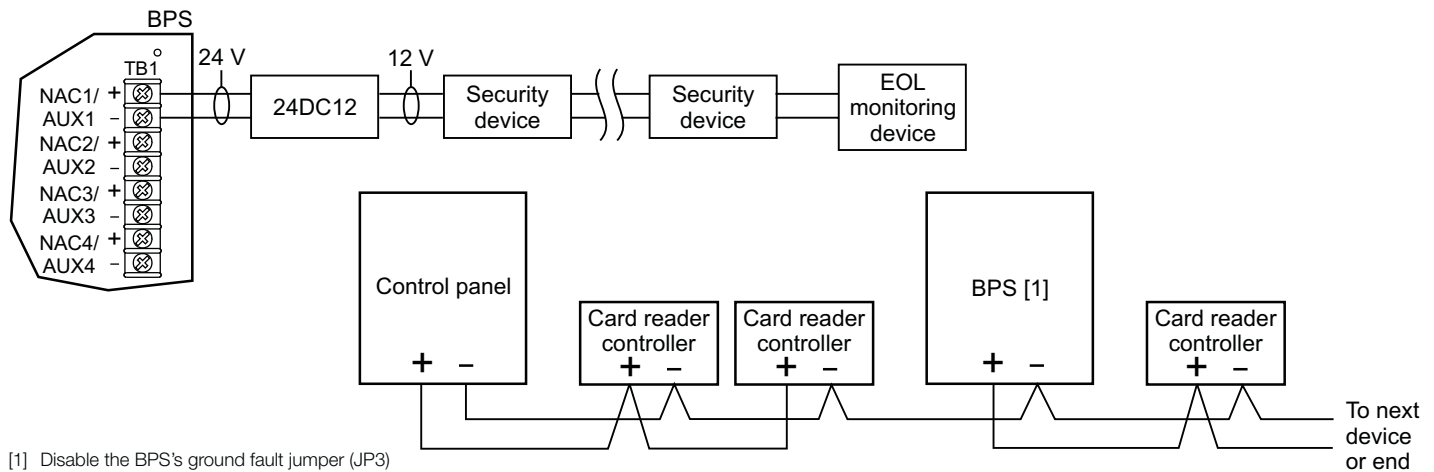 BPS
TB1
24 V
12 V
NAC1/ +
AUX1 –
NAC2/ +
AUX2 –
NAC3/ +
AUX3 –
NAC4/ +
AUX4 –
24DC12
Security
device
Security
device
EOL
monitoring
device
Control panel
+ –
Card reader
controller
+ –
Card reader
controller
+ –
BPS [1]
+ –
Card reader
controller
+ –
To next
device
or end
[1] Disable the BPS's ground fault jumper (JP3)